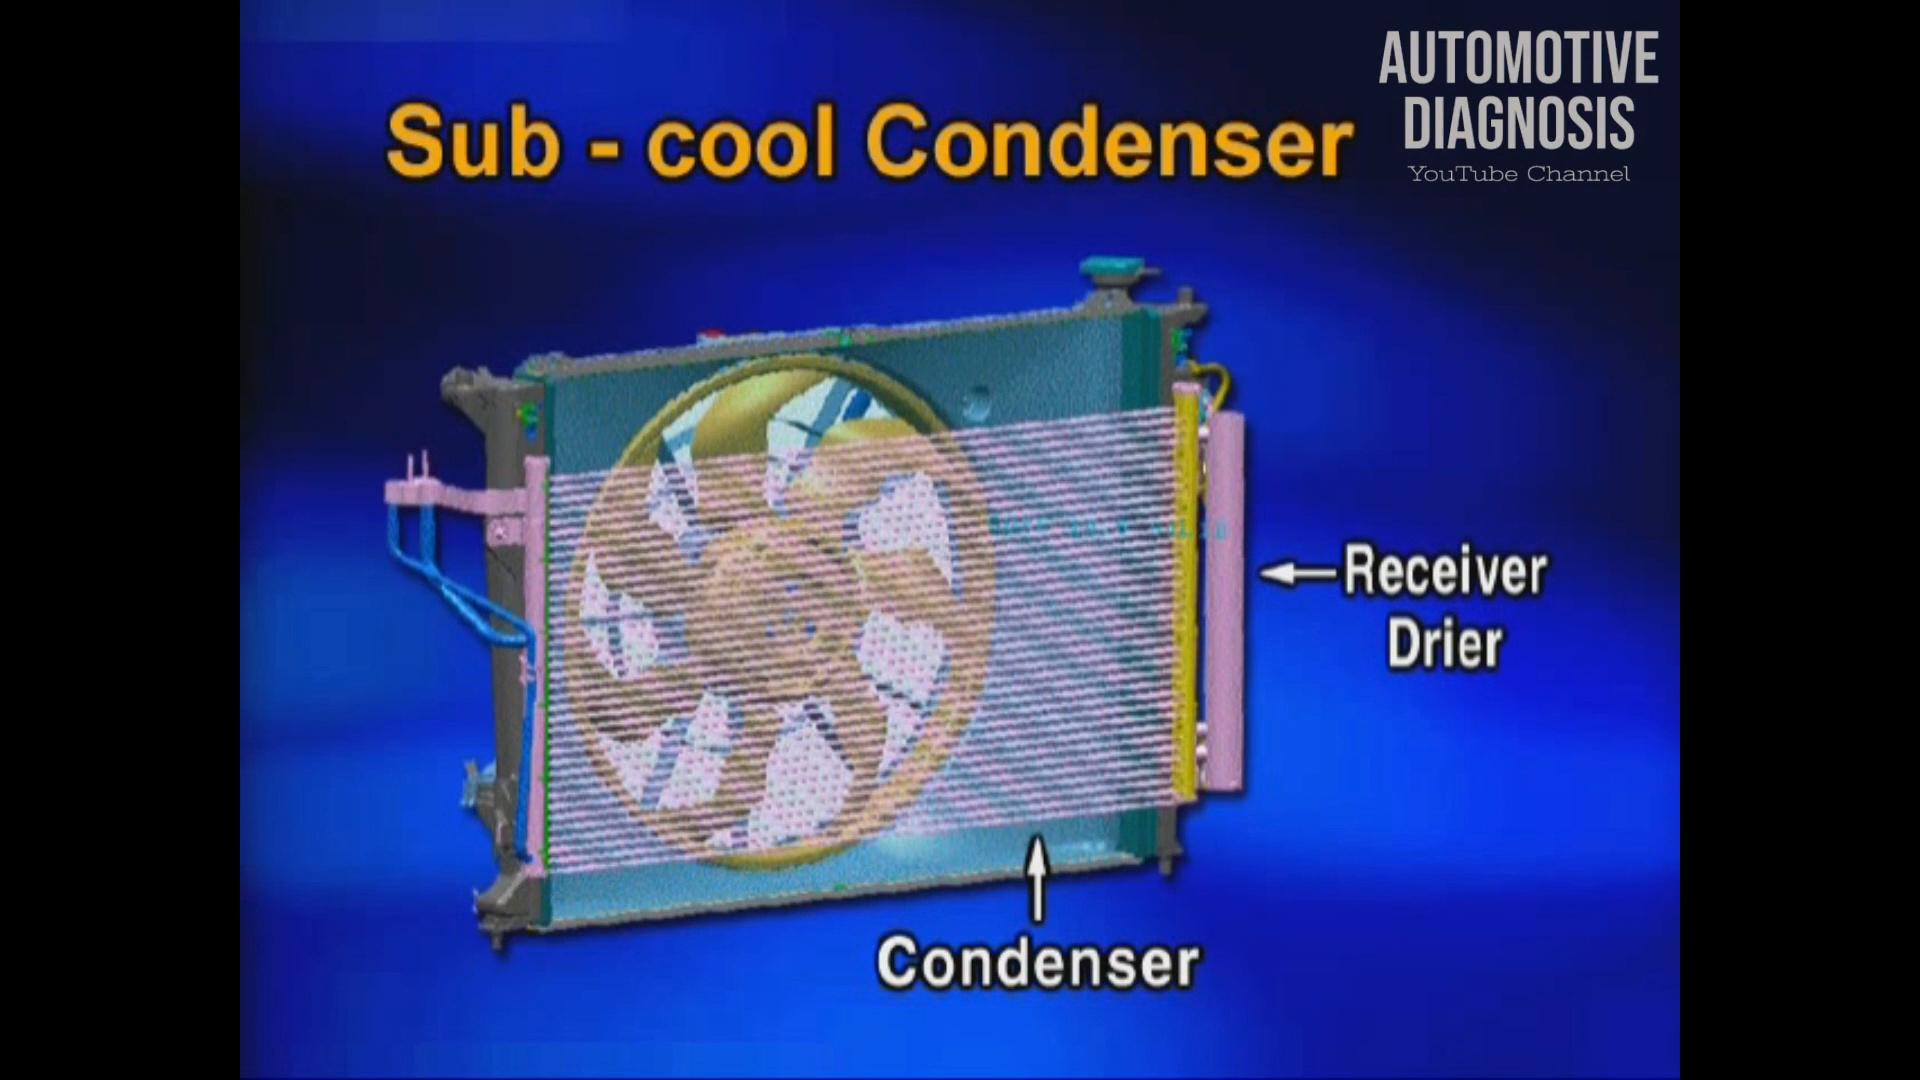 AUTOMOTIVE
DIAGNOSIS
YouTube Channel
Sub - cool Condenser
Receiver
Drier
Condenser